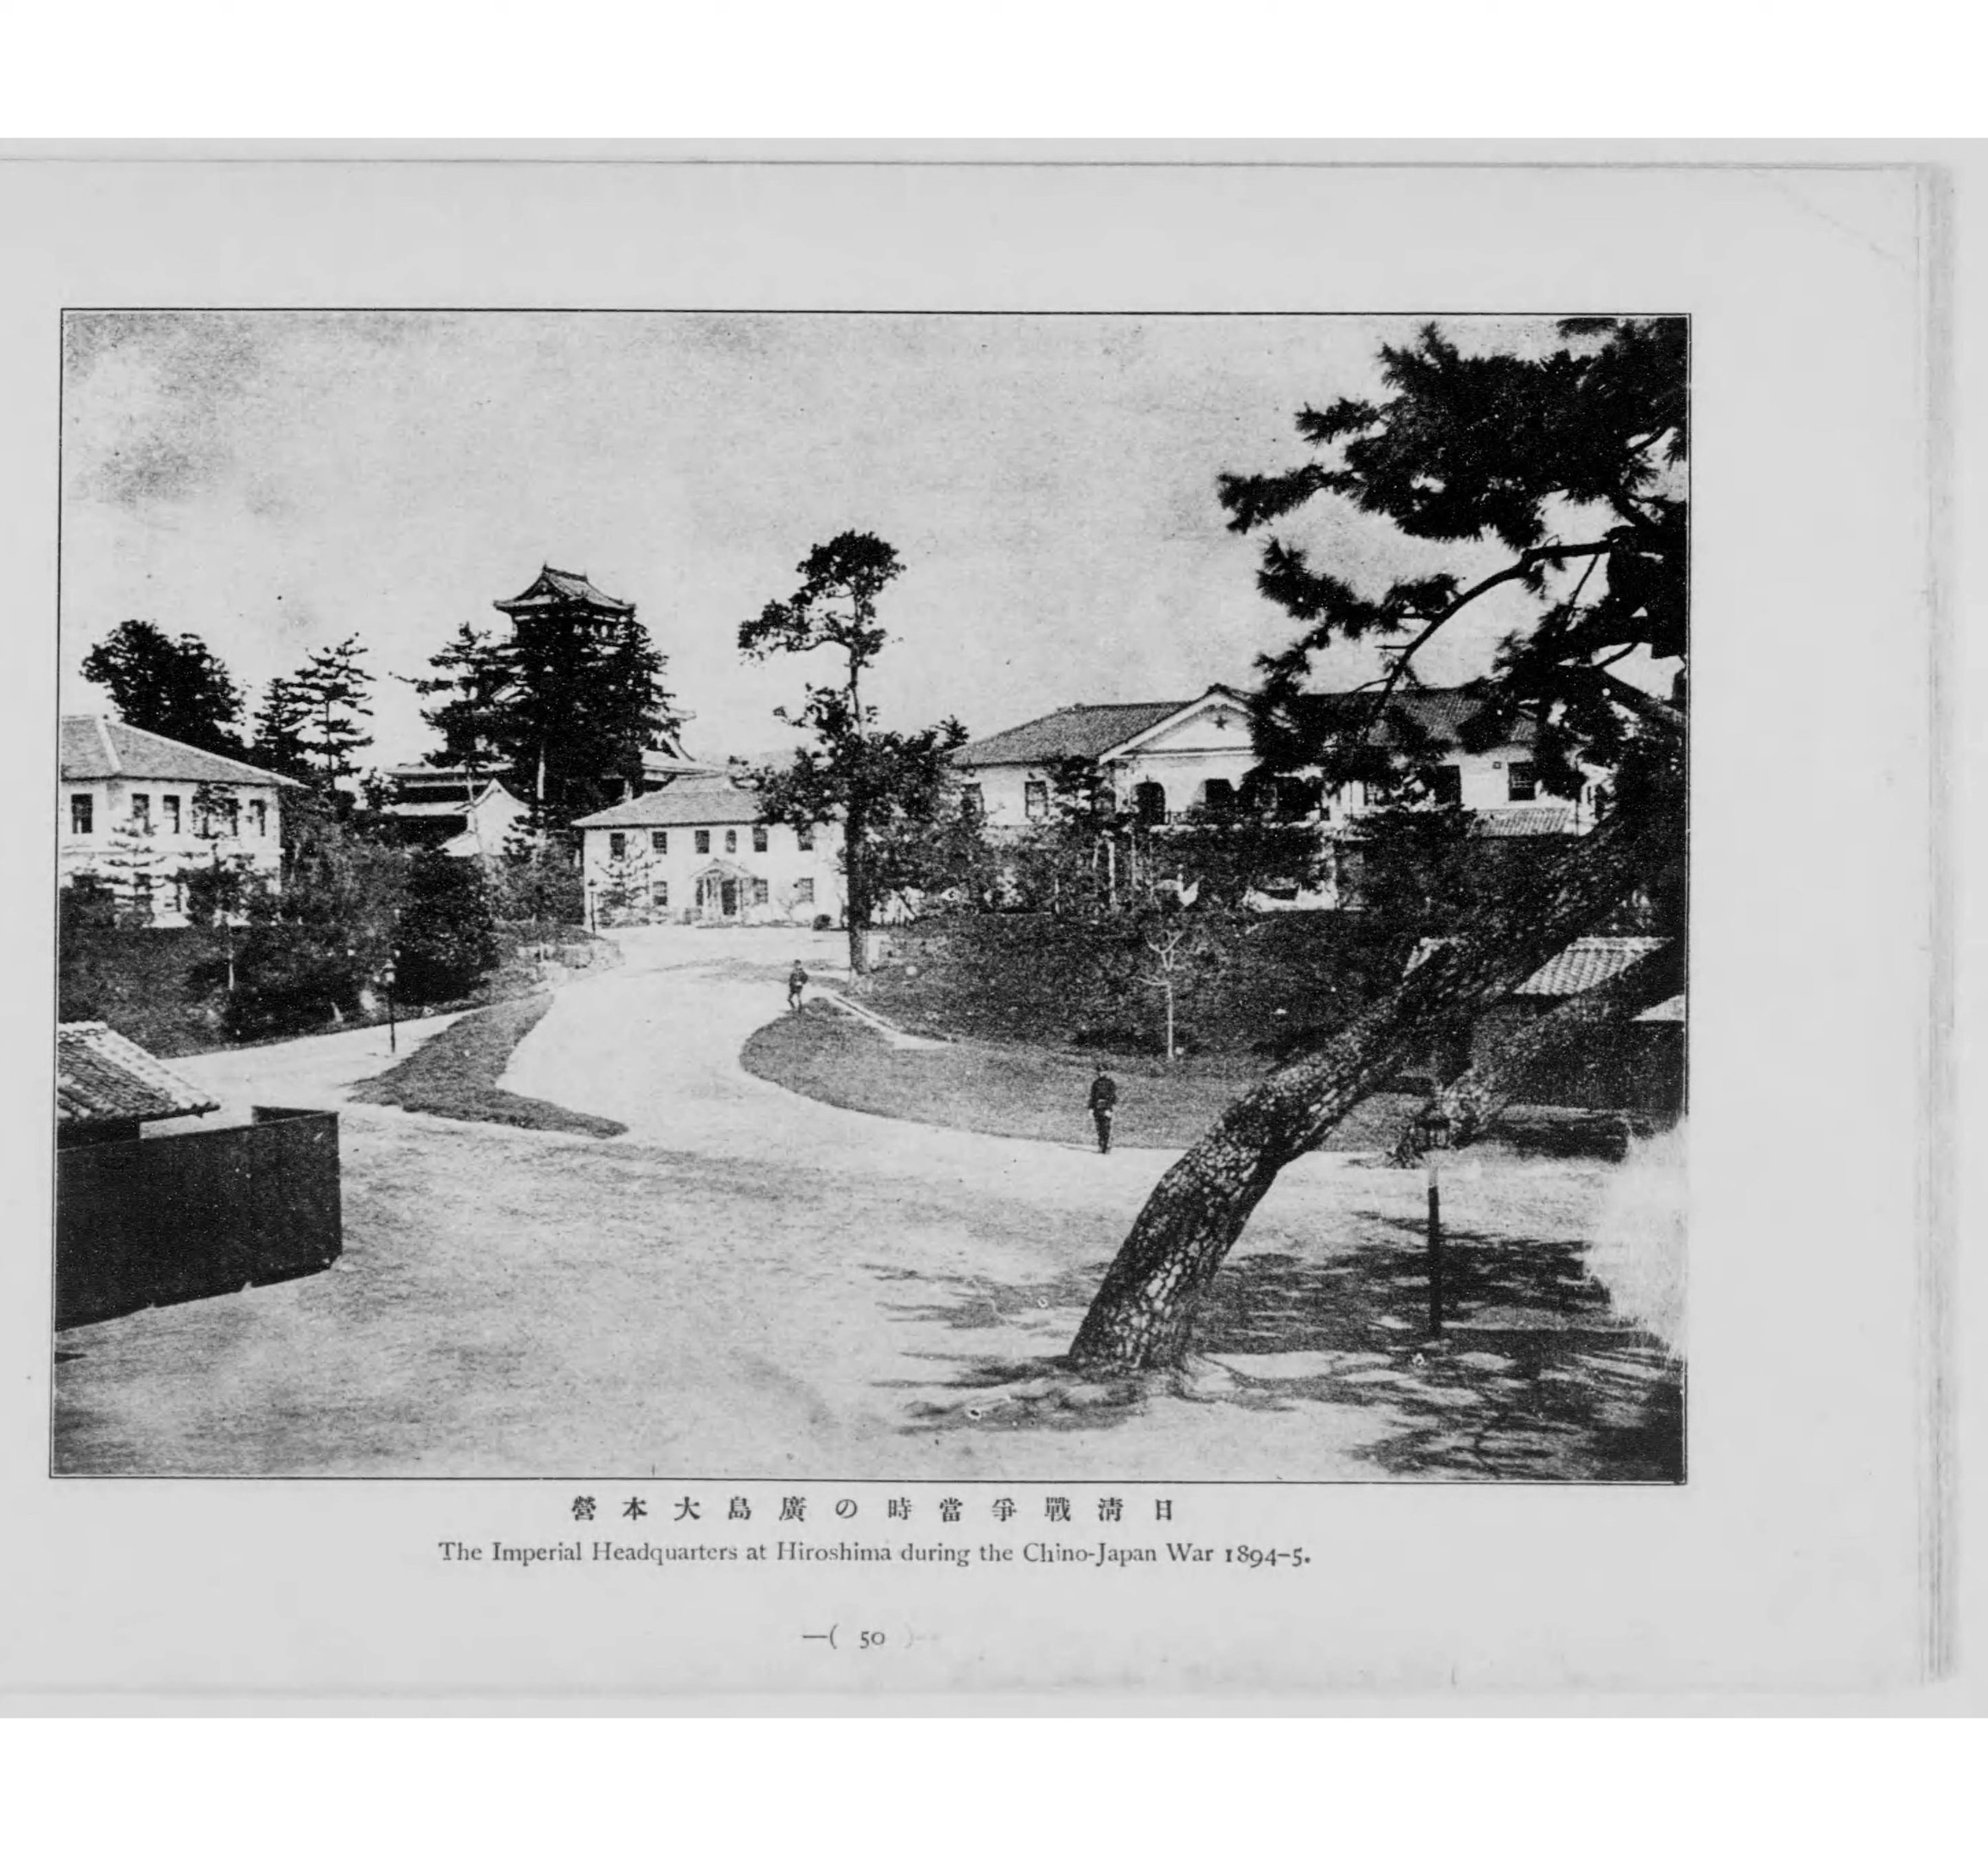 日淸戰爭當時の廣島大本營
The Imperial Headquarters at Hiroshima during the Chino-Japan War 1894–5.
—( 50 )—